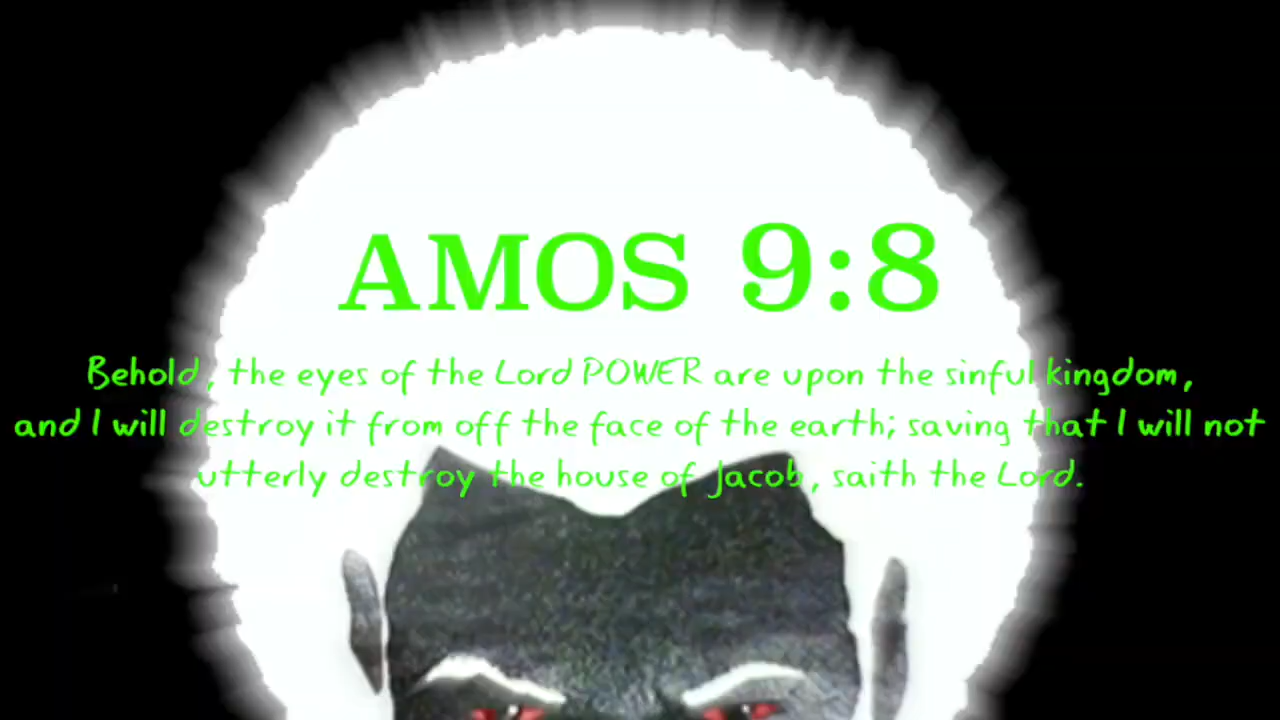 AMOS 9:8
Behold, the eyes of the Lord POWER are upon the sinful kingdom,
and I will destroy it from off the face of the earth; saving that I will not
utterly destroy the house of Jacob, saith the Lord.